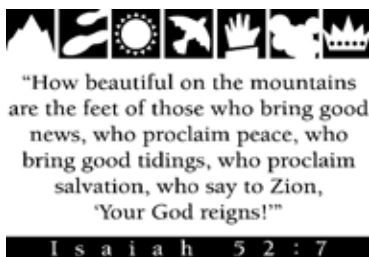 “How beautiful on the mountains
are the feet of those who bring good
news, who proclaim peace, who
bring good tidings, who proclaim
salvation, who say to Zion,
‘Your God reigns!’”
Isaiah 52:7